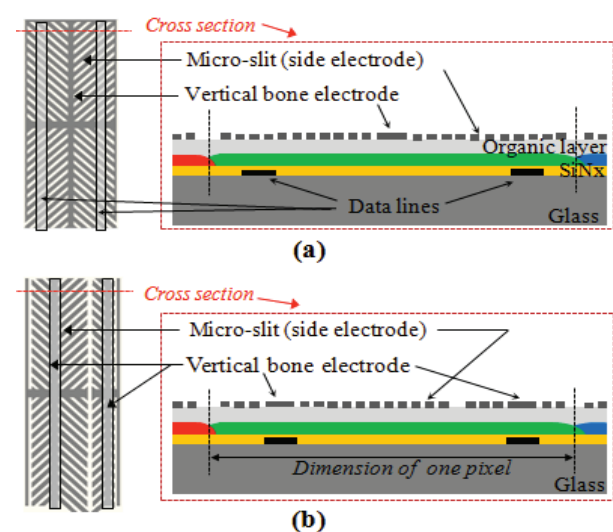 Cross section
Micro-slit (side electrode)
Vertical bone electrode
Organic layer
SiNx
Data lines
Glass
(a)
Cross section
Micro-slit (side electrode)
Vertical bone electrode
Dimension of one pixel
Glass
(b)